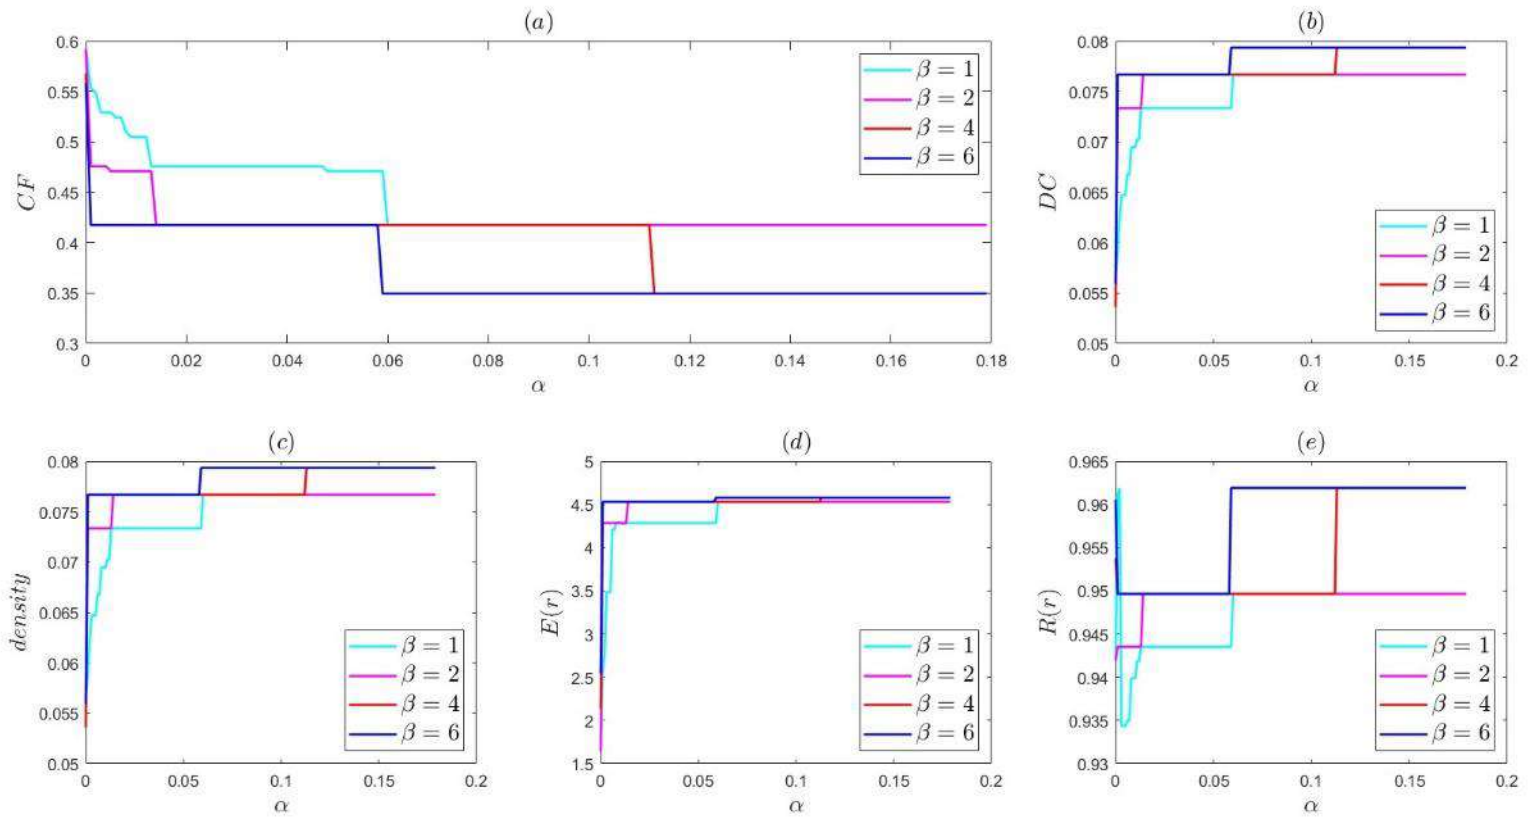 (a)
0.6
0.55
0.5
0.45
0.4
0.35
0.3
CF
0 0.02 0.04 0.06 0.08 0.1 0.12 0.14 0.16 0.18
α
β = 1
β = 2
β = 4
β = 6
(b)
0.08
0.075
0.07
0.065
0.06
0.055
0.05
DC
0 0.05 0.1 0.15 0.2
α
β = 1
β = 2
β = 4
β = 6
(c)
0.08
0.075
0.07
0.065
0.06
0.055
0.05
density
0 0.05 0.1 0.15 0.2
α
β = 1
β = 2
β = 4
β = 6
(d)
5
4.5
4
3.5
3
2.5
2
1.5
E(r)
0 0.05 0.1 0.15 0.2
α
β = 1
β = 2
β = 4
β = 6
(e)
0.965
0.96
0.955
0.95
0.945
0.94
0.935
0.93
R(r)
0 0.05 0.1 0.15 0.2
α
β = 1
β = 2
β = 4
β = 6